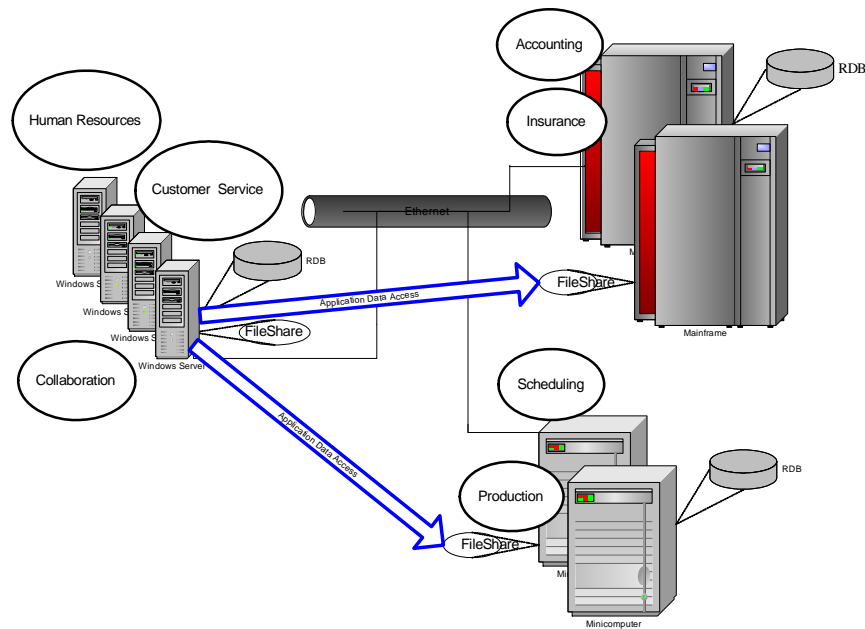 Accounting
RDB
Insurance
Human Resources
Customer Service
Ethernet
RDB
Windows S
Windows S
Windows S
Windows Server
FileShare
Application Data Access
FileShare
M
Mainframe
Collaboration
Application Data Access
Scheduling
Production
RDB
FileShare
Mi
Minicomputer